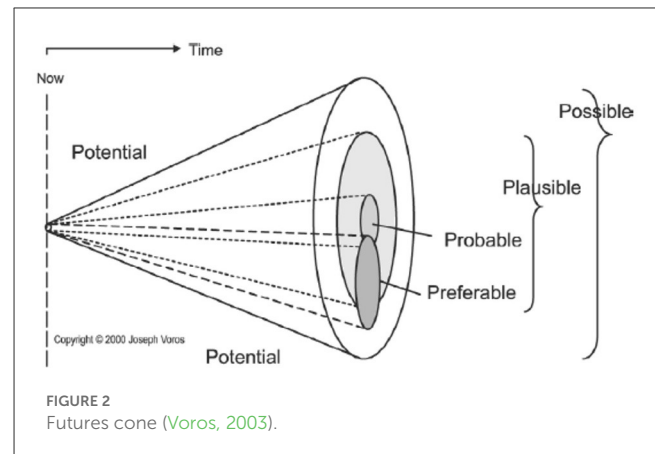 Time
Now
Potential
Possible
Plausible
Probable
Preferable
Copyright © 2000 Joseph Voros
Potential
FIGURE 2
Futures cone (Voros, 2003).